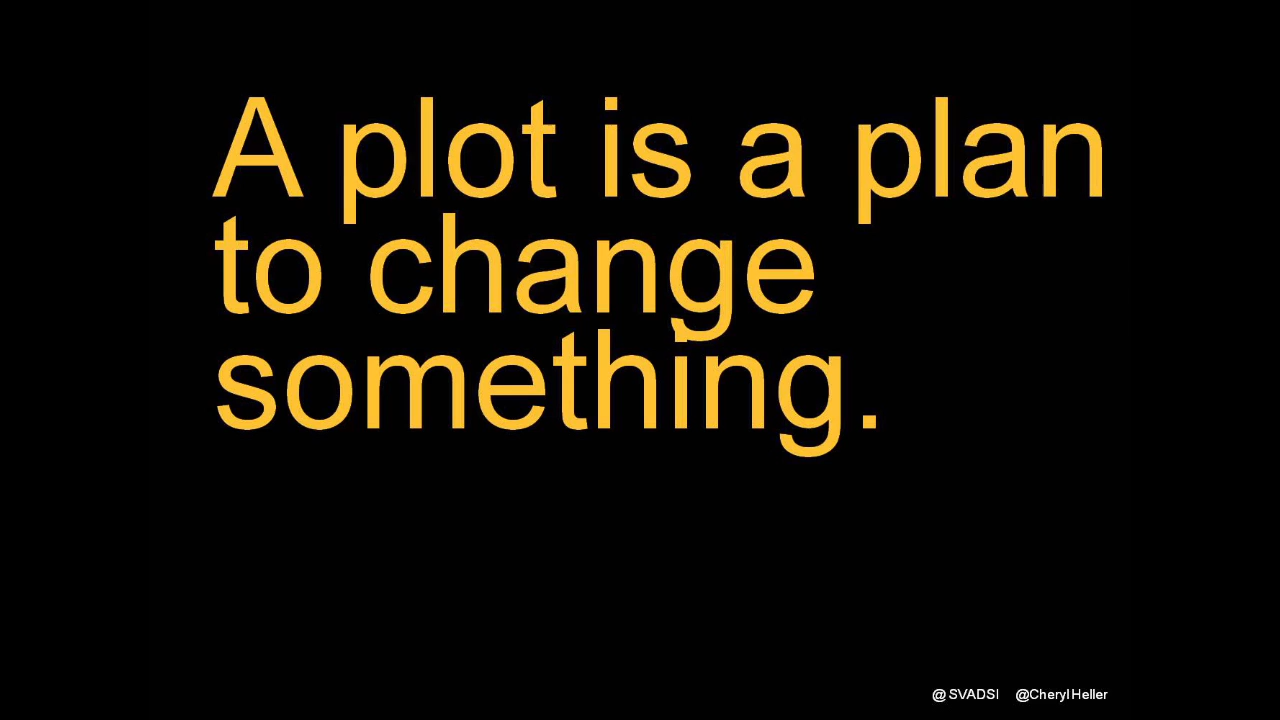 A plot is a plan
to change
something.
@SVADSI @CherylHeller